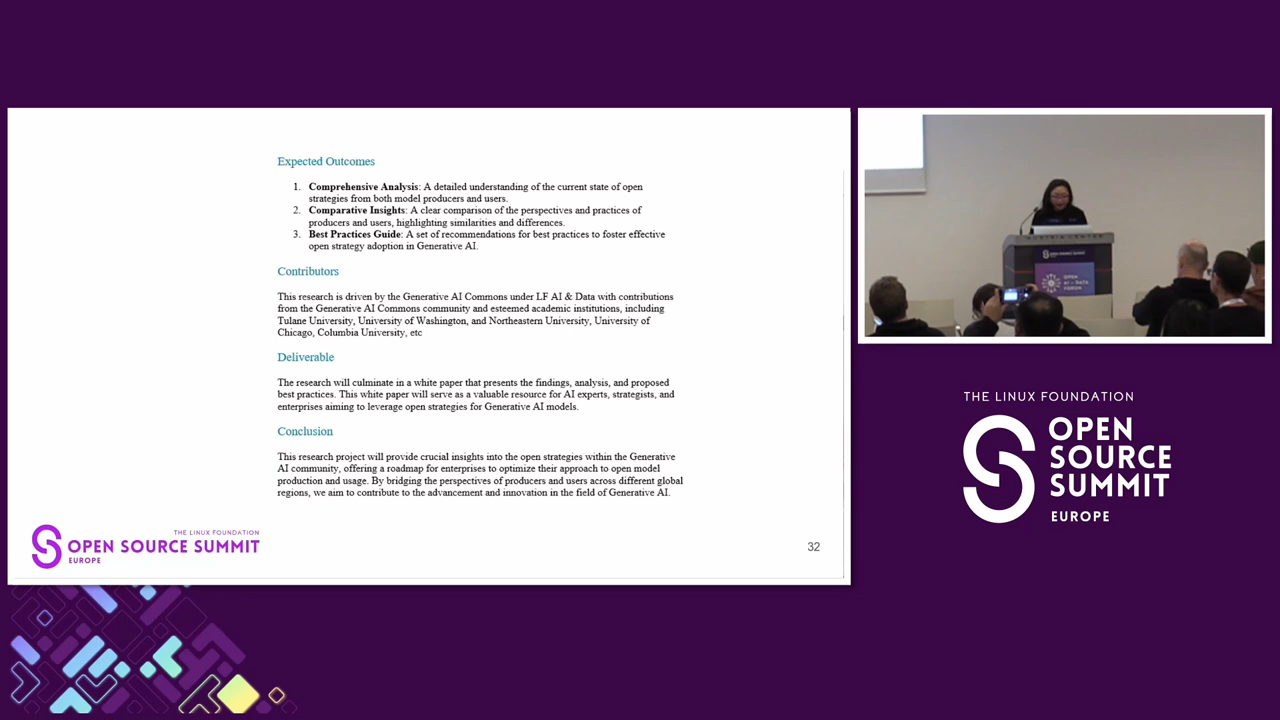 Expected Outcomes
1. Comprehensive Analysis: A detailed understanding of the current state of open
strategies from both model producers and users.
2. Comparative Insights: A clear comparison of the perspectives and practices of
producers and users, highlighting similarities and differences.
3. Best Practices Guide: A set of recommendations for best practices to foster effective
open strategy adoption in Generative AI.
Contributors
This research is driven by the Generative AI Commons under LF AI & Data with contributions
from the Generative AI Commons community and esteemed academic institutions, including
Tulane University, University of Washington, and Northeastern University, University of
Chicago, Columbia University, etc
Deliverable
The research will culminate in a white paper that presents the findings, analysis, and proposed
best practices. This white paper will serve as a valuable resource for AI experts, strategists, and
enterprises aiming to leverage open strategies for Generative AI models.
Conclusion
This research project will provide crucial insights into the open strategies within the Generative
AI community, offering a roadmap for enterprises to optimize their approach to open model
production and usage. By bridging the perspectives of producers and users across different global
regions, we aim to contribute to the advancement and innovation in the field of Generative AI.
THE LINUX FOUNDATION
OPEN SOURCE SUMMIT
EUROPE
32
AUSTRIA CENTER
OPEN SOURCE SUMMIT
OPEN
AI + DATA
FORUM
THE LINUX FOUNDATION
OPEN
SOURCE
SUMMIT
EUROPE